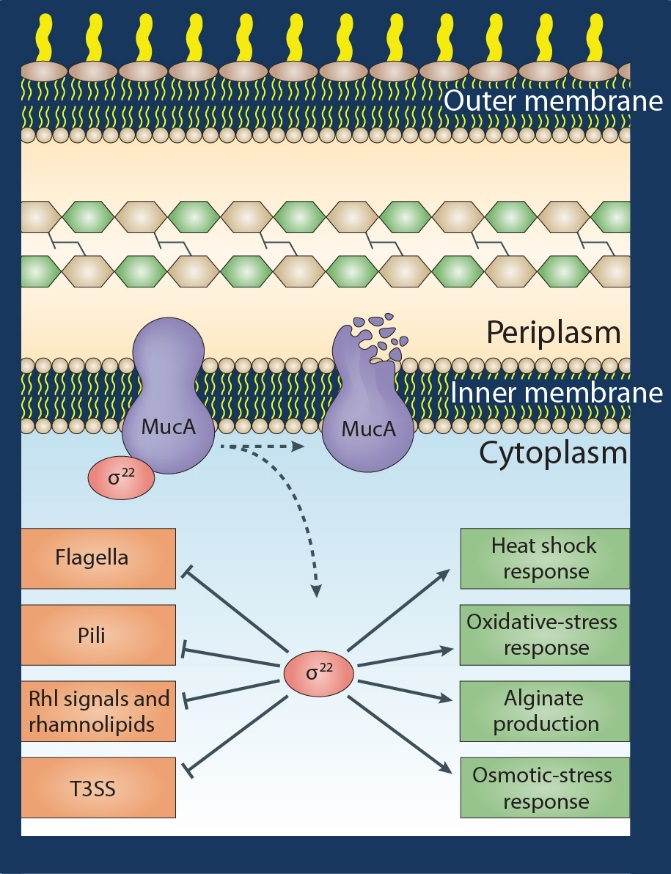 Outer membrane
Periplasm
Inner membrane
MucA
MucA
Cytoplasm
σ²²
Flagella
Heat shock
response
Pili
Oxidative-stress
response
σ²²
Rhl signals and
rhamnolipids
Alginate
production
T3SS
Osmotic-stress
response